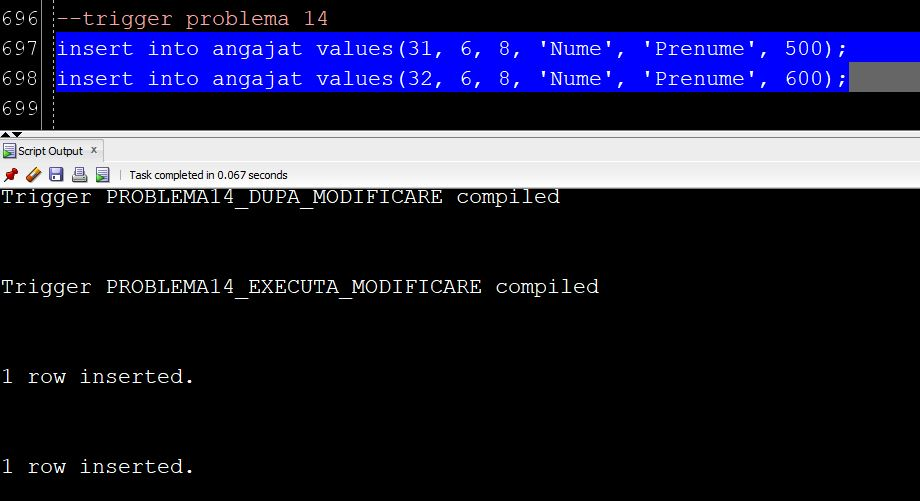 696 --trigger problema 14
697 insert into angajat values(31, 6, 8, 'Nume', 'Prenume', 500);
698 insert into angajat values(32, 6, 8, 'Nume', 'Prenume', 600);
699
Script Output x
Task completed in 0.067 seconds
Trigger PROBLEMA14_DUPA_MODIFICARE compiled
Trigger PROBLEMA14_EXECUTA_MODIFICARE compiled
1 row inserted.
1 row inserted.